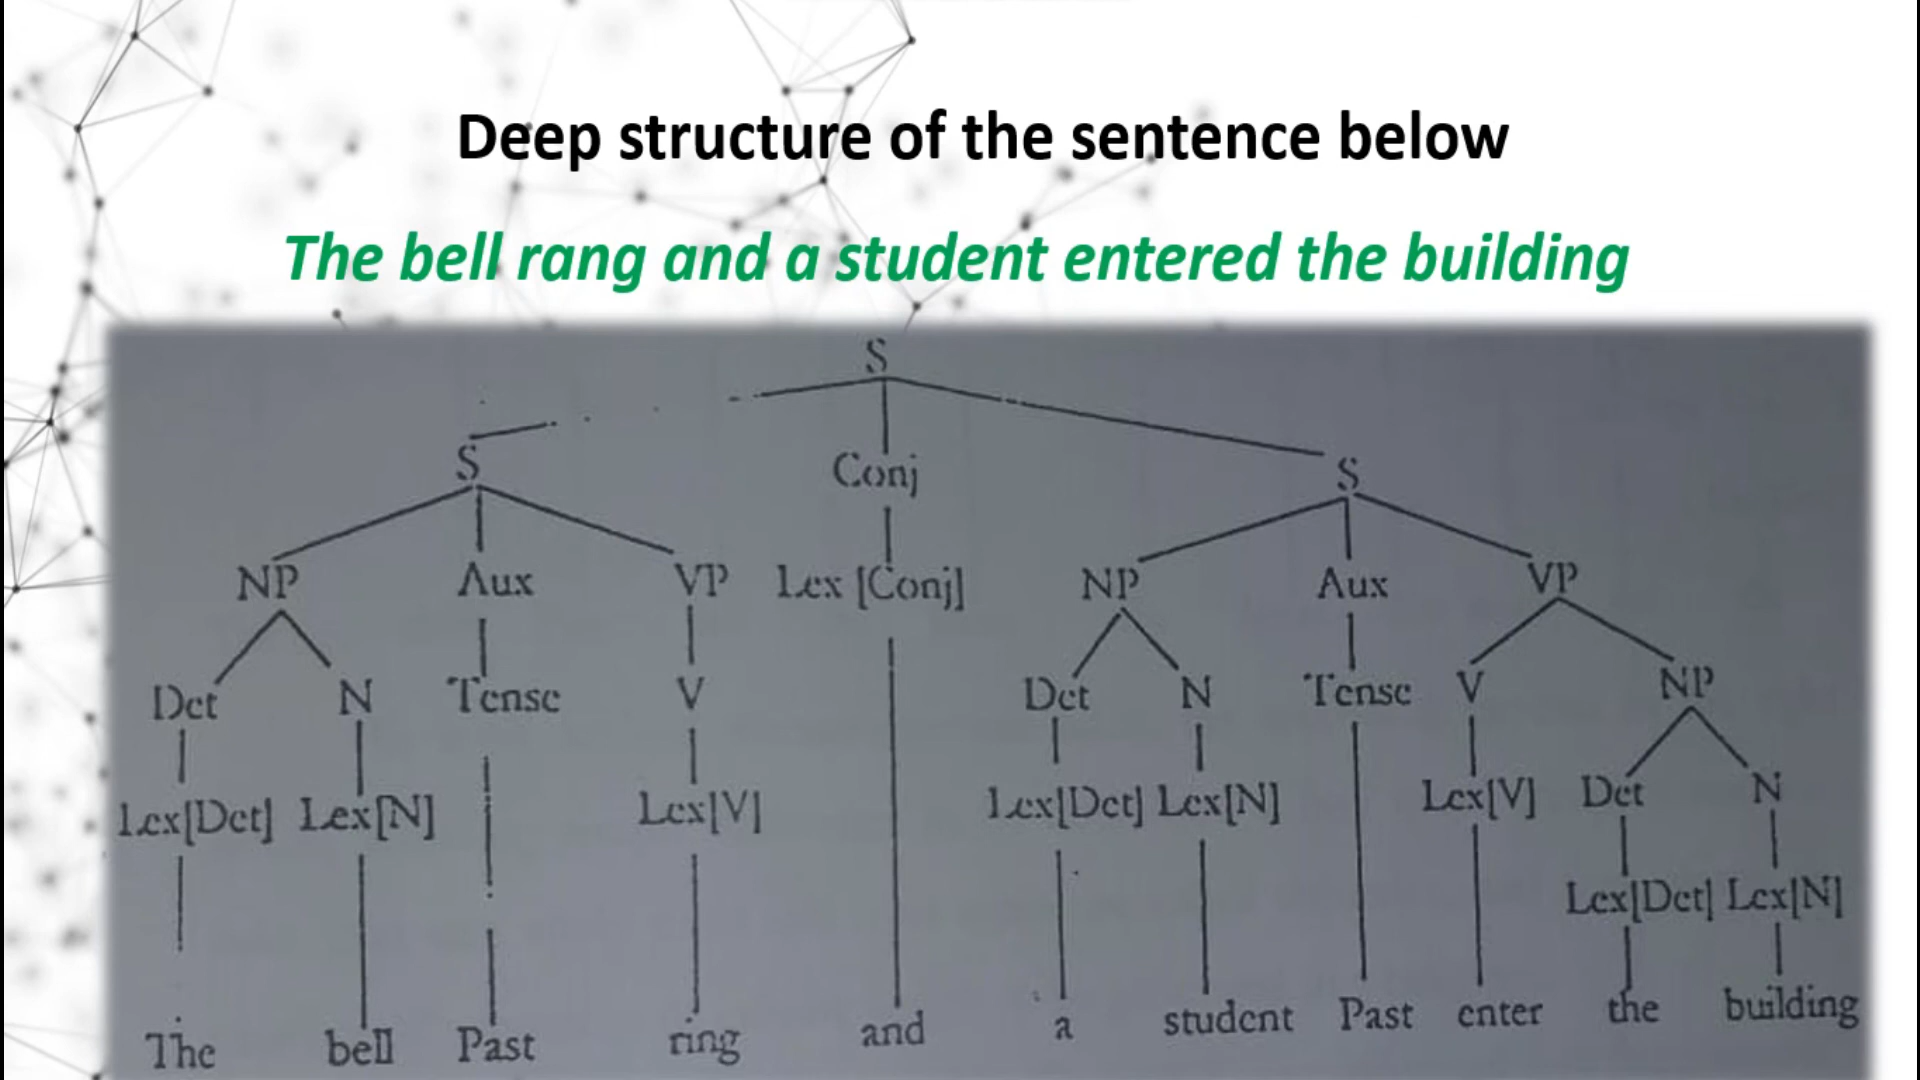 Deep structure of the sentence below
The bell rang and a student entered the building
S
S Conj S
NP Aux VP Lex [Conj] NP Aux VP
Det N Tense V Det N Tense V NP
Lex[Det] Lex[N] Lex[V] Lex[Det] Lex[N] Lex[V] Det N
Lex[Det] Lex[N]
The bell Past ring and a student Past enter the building